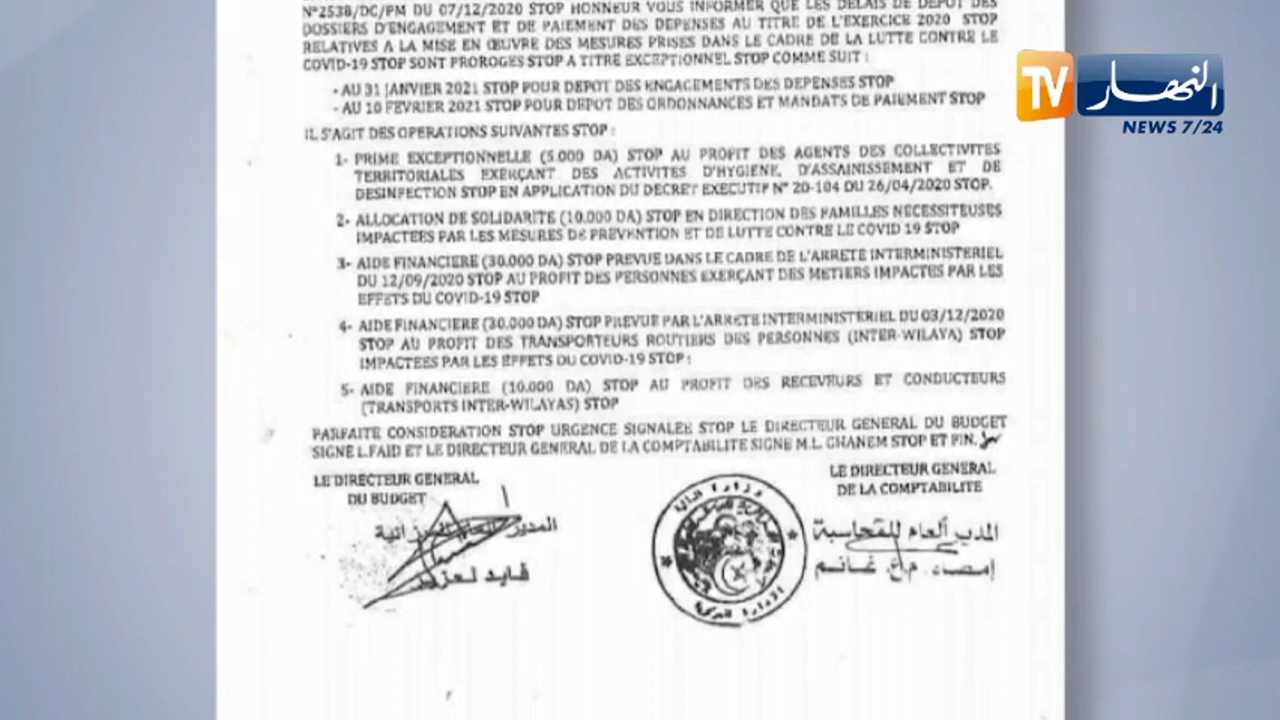 N°2538/DC/PM DU 07/12/2020 STOP HONNEUR VOUS INFORMER QUE LES DELAIS DE DEPOT DES
DOSSIERS D'ENGAGEMENT ET DE PAIEMENT DES DEPENSES AU TITRE DE L'EXERCICE 2020 STOP
RELATIVES A LA MISE EN ŒUVRE DES MESURES PRISES DANS LE CADRE DE LA LUTTE CONTRE LE
COVID-19 STOP SONT PROROGES STOP A TITRE EXCEPTIONNEL STOP COMME SUIT :
- AU 31 JANVIER 2021 STOP POUR DEPOT DES ENGAGEMENTS DES DEPENSES STOP
- AU 10 FEVRIER 2021 STOP POUR DEPOT DES ORDONNANCES ET MANDATS DE PAIEMENT STOP
IL S'AGIT DES OPERATIONS SUIVANTES STOP :
1- PRIME EXCEPTIONNELLE (5.000 DA) STOP AU PROFIT DES AGENTS DES COLLECTIVITES
TERRITORIALES EXERÇANT DES ACTIVITES D'HYGIENE, D'ASSAINISSEMENT ET DE
DESINFECTION STOP EN APPLICATION DU DECRET EXECUTIF N° 20-104 DU 26/04/2020 STOP.
2- ALLOCATION DE SOLIDARITE (10.000 DA) STOP EN DIRECTION DES FAMILLES NECESSITEUSES
IMPACTEES PAR LES MESURES DE PREVENTION ET DE LUTTE CONTRE LE COVID 19 STOP
3- AIDE FINANCIERE (30.000 DA) STOP PREVUE DANS LE CADRE DE L'ARRETE INTERMINISTERIEL
DU 12/09/2020 STOP AU PROFIT DES PERSONNES EXERÇANT DES METIERS IMPACTES PAR LES
EFFETS DU COVID-19 STOP
4- AIDE FINANCIERE (30.000 DA) STOP PREVUE PAR L'ARRETE INTERMINISTERIEL DU 03/12/2020
STOP AU PROFIT DES TRANSPORTEURS ROUTIERS DES PERSONNES (INTER-WILAYA) STOP
IMPACTEES PAR LES EFFETS DU COVID-19 STOP :
5- AIDE FINANCIERE (10.000 DA) STOP AU PROFIT DES RECEVEURS ET CONDUCTEURS
(TRANSPORTS INTER-WILAYAS) STOP
PARFAITE CONSIDERATION STOP URGENCE SIGNALEE STOP LE DIRECTEUR GENERAL DU BUDGET
SIGNE L.FAID ET LE DIRECTEUR GENERAL DE LA COMPTABILITE SIGNE M.L. GHANEM STOP ET FIN.
LE DIRECTEUR GENERAL
DU BUDGET
المدير العام للميزانية
فايد لعزيز
LE DIRECTEUR GENERAL
DE LA COMPTABILITE
المدير العام للمحاسبة
إمضاء م.ع. غانم
وزارة المالية
الإدارة المركزية
TV النهار
NEWS 7/24